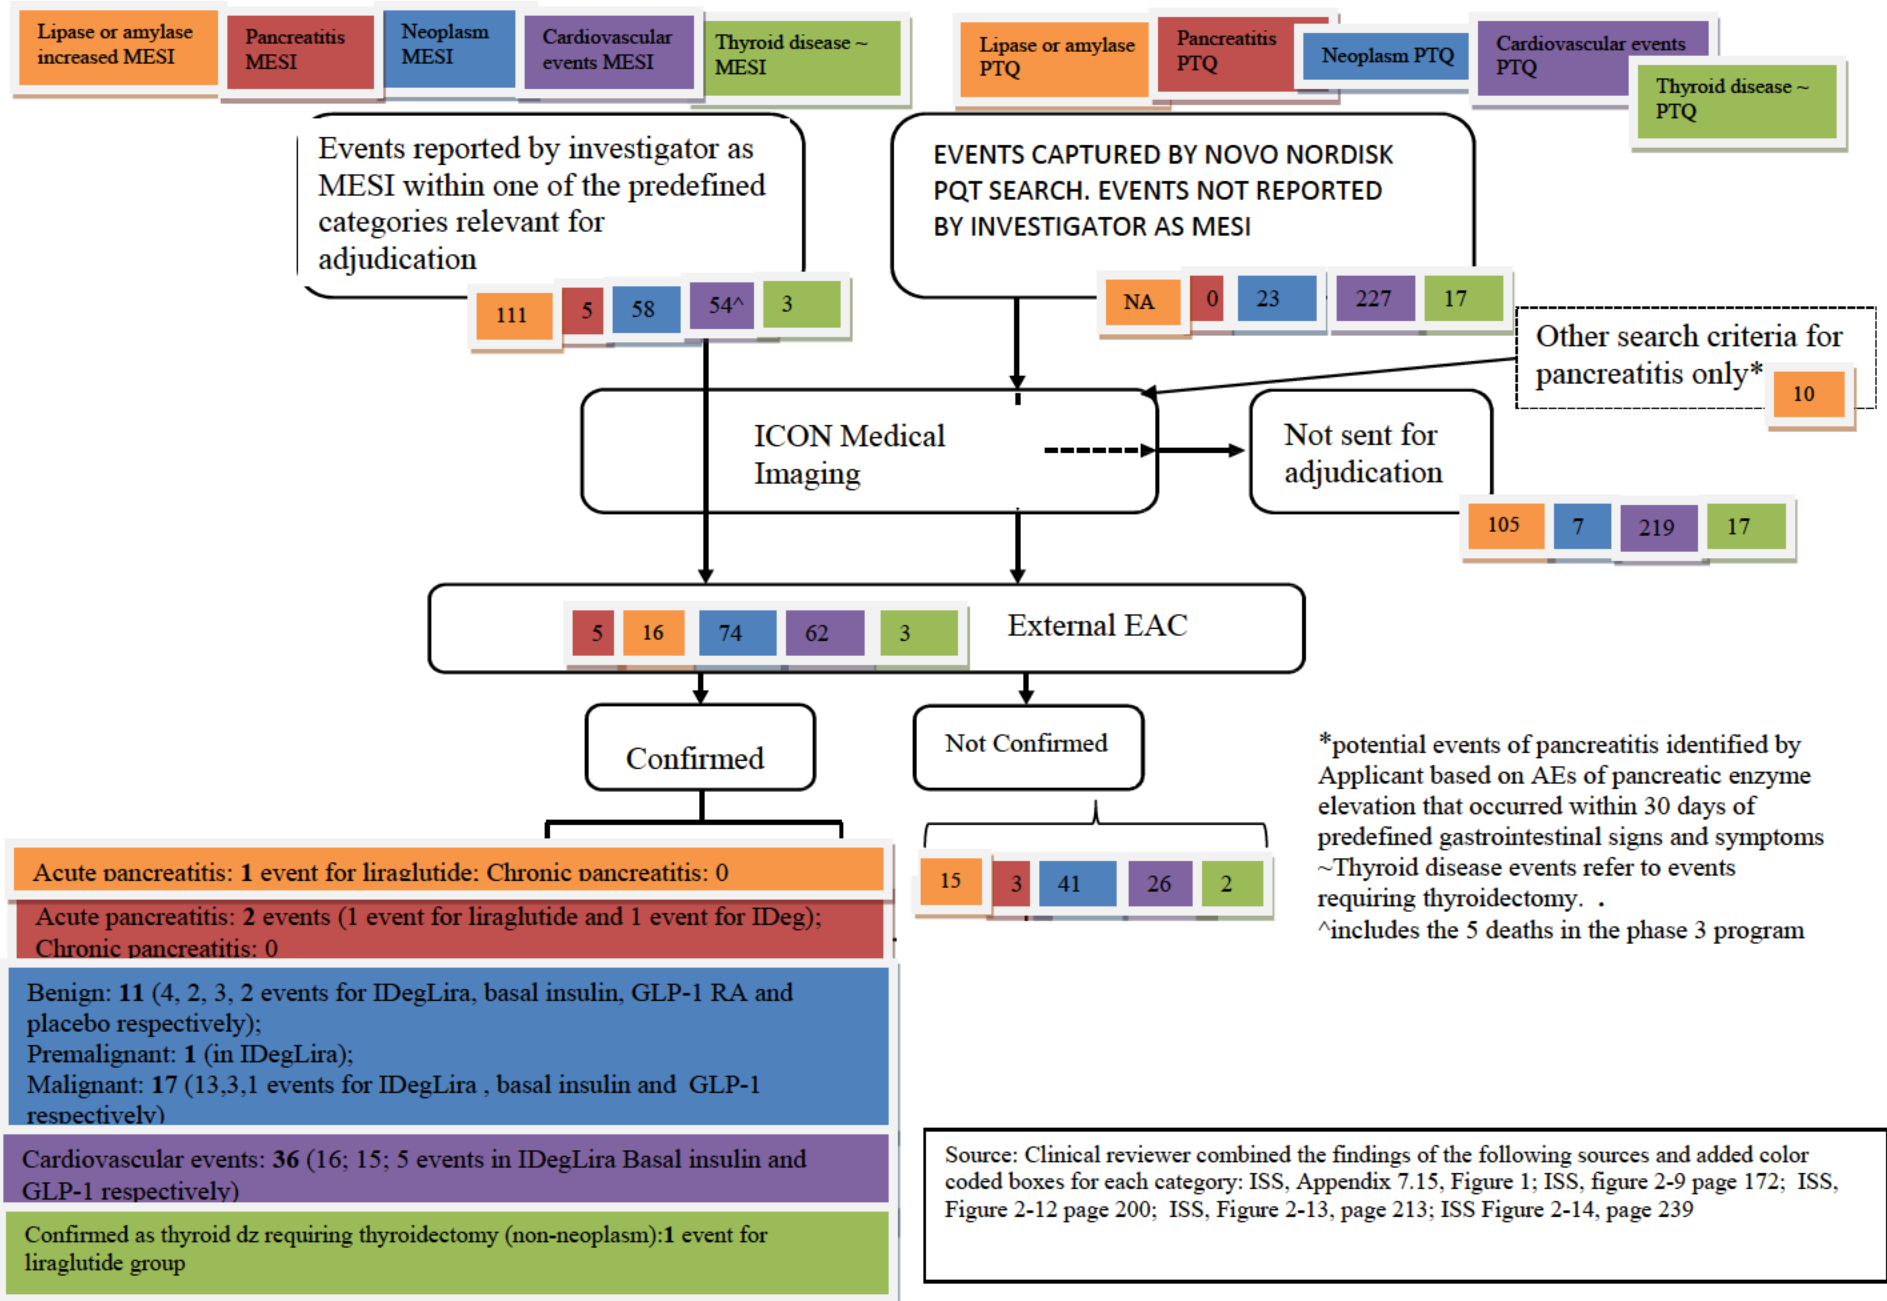 Lipase or amylase
increased MESI
Pancreatitis
MESI
Neoplasm
MESI
Cardiovascular
events MESI
Thyroid disease ~
MESI
Lipase or amylase
PTQ
Pancreatitis
PTQ
Neoplasm PTQ
Cardiovascular events
PTQ
Thyroid disease ~
PTQ
Events reported by investigator as
MESI within one of the predefined
categories relevant for
adjudication
111
5
58
54^
3
EVENTS CAPTURED BY NOVO NORDISK
PQT SEARCH. EVENTS NOT REPORTED
BY INVESTIGATOR AS MESI
NA
0
23
227
17
Other search criteria for
pancreatitis only*
10
ICON Medical
Imaging
Not sent for
adjudication
105
7
219
17
5
16
74
62
3
External EAC
Confirmed
Not Confirmed
15
3
41
26
2
*potential events of pancreatitis identified by
Applicant based on AEs of pancreatic enzyme
elevation that occurred within 30 days of
predefined gastrointestinal signs and symptoms
~Thyroid disease events refer to events
requiring thyroidectomy. .
^includes the 5 deaths in the phase 3 program
Acute pancreatitis: 1 event for liraglutide; Chronic pancreatitis: 0
Acute pancreatitis: 2 events (1 event for liraglutide and 1 event for IDeg);
Chronic pancreatitis: 0
Benign: 11 (4, 2, 3, 2 events for IDegLira, basal insulin, GLP-1 RA and
placebo respectively);
Premalignant: 1 (in IDegLira);
Malignant: 17 (13,3,1 events for IDegLira , basal insulin and GLP-1
respectively)
Cardiovascular events: 36 (16; 15; 5 events in IDegLira Basal insulin and
GLP-1 respectively)
Confirmed as thyroid dz requiring thyroidectomy (non-neoplasm):1 event for
liraglutide group
Source: Clinical reviewer combined the findings of the following sources and added color
coded boxes for each category: ISS, Appendix 7.15, Figure 1; ISS, figure 2-9 page 172; ISS,
Figure 2-12 page 200; ISS, Figure 2-13, page 213; ISS Figure 2-14, page 239